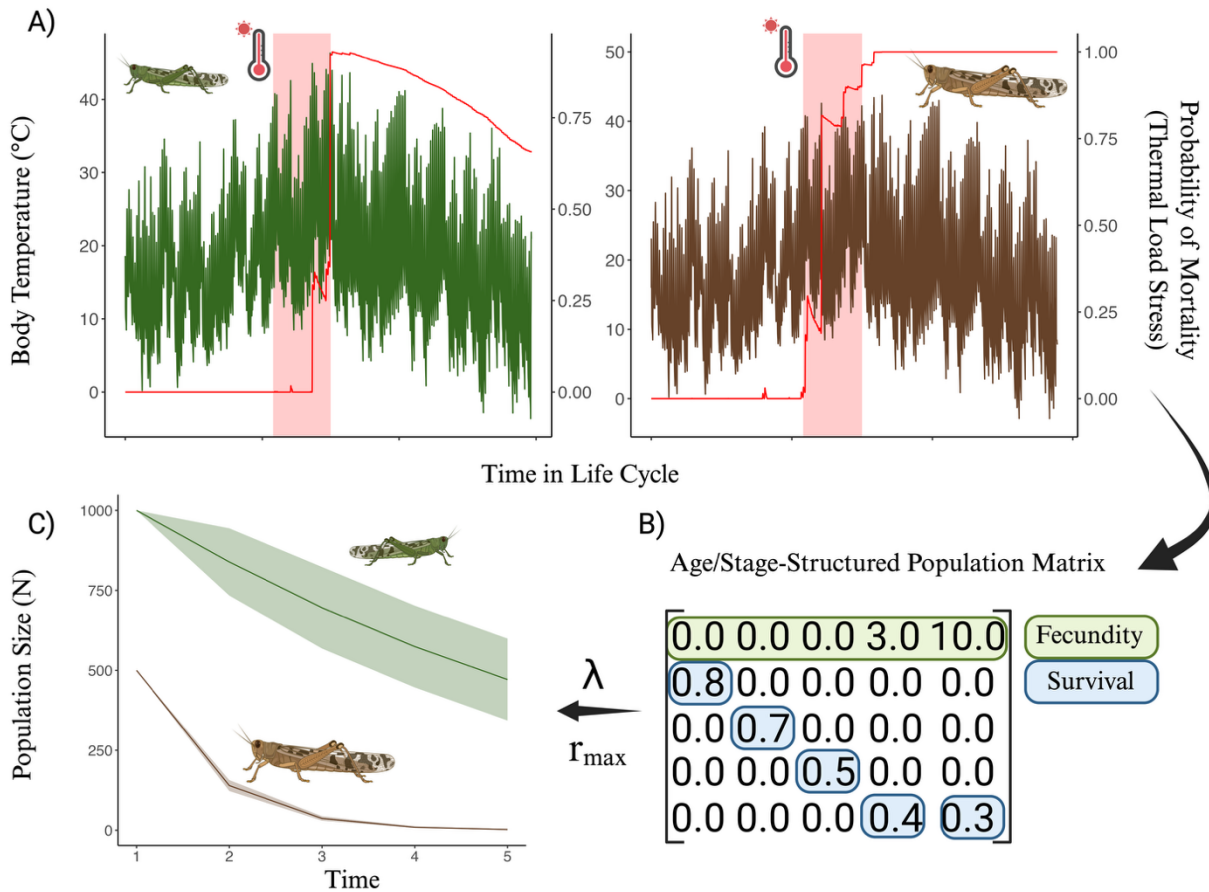 A)
Body Temperature (°C)
40
30
20
10
0
0.75
0.50
0.25
0.00
50
40
30
20
10
0
1.00
0.75
0.50
0.25
0.00
Probability of Mortality
(Thermal Load Stress)
Time in Life Cycle
C)
Population Size (N)
1000
750
500
250
0
1
2
3
4
5
Time
λ
rmax
B)
Age/Stage-Structured Population Matrix
0.0 0.0 0.0 3.0 10.0
0.8 0.0 0.0 0.0 0.0
0.0 0.7 0.0 0.0 0.0
0.0 0.0 0.5 0.0 0.0
0.0 0.0 0.0 0.4 0.3
Fecundity
Survival